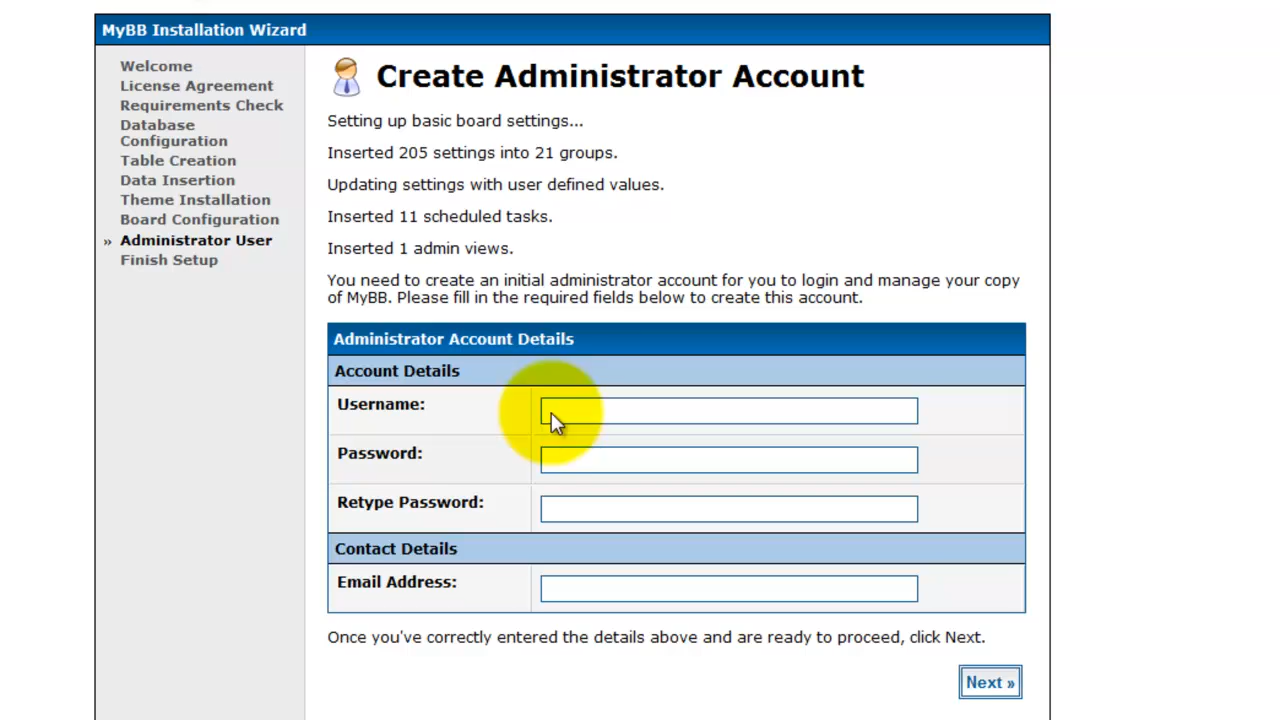 MyBB Installation Wizard
Welcome
License Agreement
Requirements Check
Database
Configuration
Table Creation
Data Insertion
Theme Installation
Board Configuration
» Administrator User
Finish Setup
Create Administrator Account
Setting up basic board settings...
Inserted 205 settings into 21 groups.
Updating settings with user defined values.
Inserted 11 scheduled tasks.
Inserted 1 admin views.
You need to create an initial administrator account for you to login and manage your copy
of MyBB. Please fill in the required fields below to create this account.
Administrator Account Details
Account Details
Username:
Password:
Retype Password:
Contact Details
Email Address:
Once you've correctly entered the details above and are ready to proceed, click Next.
Next »